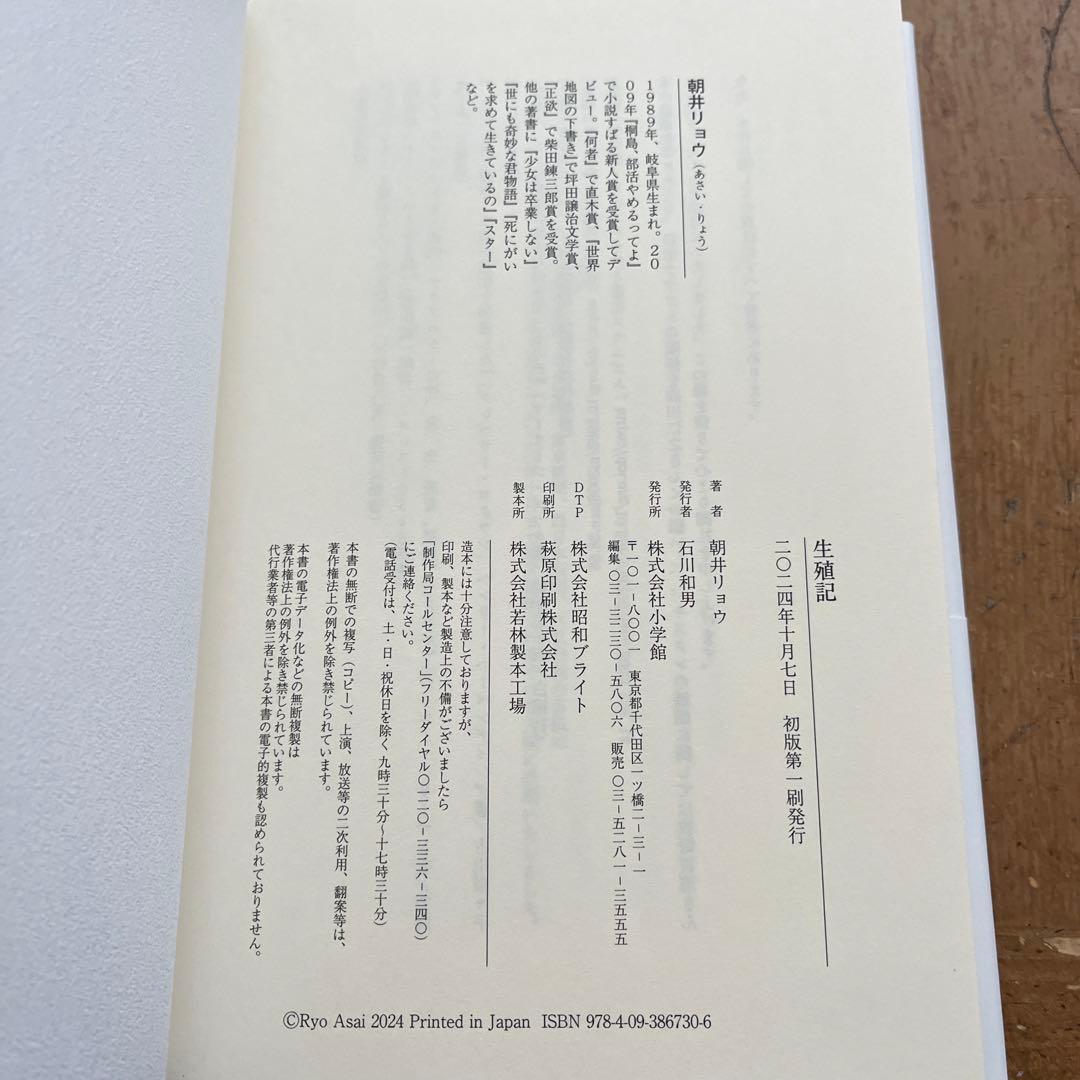 朝井リョウ（あさい・りょう）
1989年、岐阜県生まれ。20
09年『桐島、部活やめるってよ』
で小説すばる新人賞を受賞してデ
ビュー。『何者』で直木賞、『世界
地図の下書き』で坪田譲治文学賞、
『正欲』で柴田錬三郎賞を受賞。
他の著書に『少女は卒業しない』
『世にも奇妙な君物語』『死にがい
を求めて生きているの』『スター』
など。
生殖記
二〇二四年十月七日　初版第一刷発行
著　者　朝井リョウ
発行者　石川和男
発行所　株式会社小学館
〒一〇一-八〇〇一　東京都千代田区一ツ橋二-三-一
編集 〇三-三二三〇-五八〇六　販売 〇三-五二八一-三五五五
DTP　株式会社昭和ブライト
印刷所　萩原印刷株式会社
製本所　株式会社若林製本工場
造本には十分注意しておりますが、
印刷、製本など製造上の不備がございましたら
「制作局コールセンター」（フリーダイヤル〇一二〇-三三六-三四〇）
にご連絡ください。
（電話受付は、土・日・祝休日を除く 九時三十分〜十七時三十分）
本書の無断での複写（コピー）、上演、放送等の二次利用、翻案等は、
著作権法上の例外を除き禁じられています。
本書の電子データ化などの無断複製は
著作権法上の例外を除き禁じられています。
代行業者等の第三者による本書の電子的複製も認められておりません。
©Ryo Asai 2024 Printed in Japan ISBN 978-4-09-386730-6